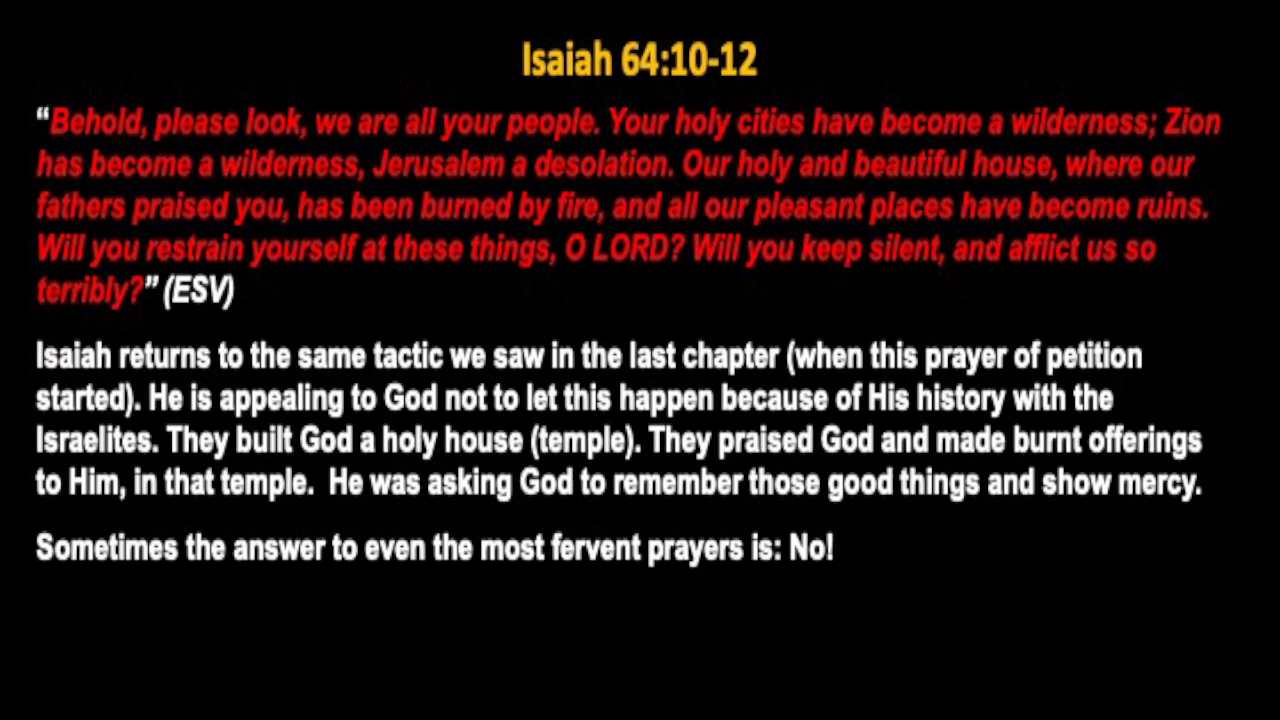 Isaiah 64:10-12
“Behold, please look, we are all your people. Your holy cities have become a wilderness; Zion
has become a wilderness, Jerusalem a desolation. Our holy and beautiful house, where our
fathers praised you, has been burned by fire, and all our pleasant places have become ruins.
Will you restrain yourself at these things, O LORD? Will you keep silent, and afflict us so
terribly?” (ESV)
Isaiah returns to the same tactic we saw in the last chapter (when this prayer of petition
started). He is appealing to God not to let this happen because of His history with the
Israelites. They built God a holy house (temple). They praised God and made burnt offerings
to Him, in that temple.  He was asking God to remember those good things and show mercy.
Sometimes the answer to even the most fervent prayers is: No!